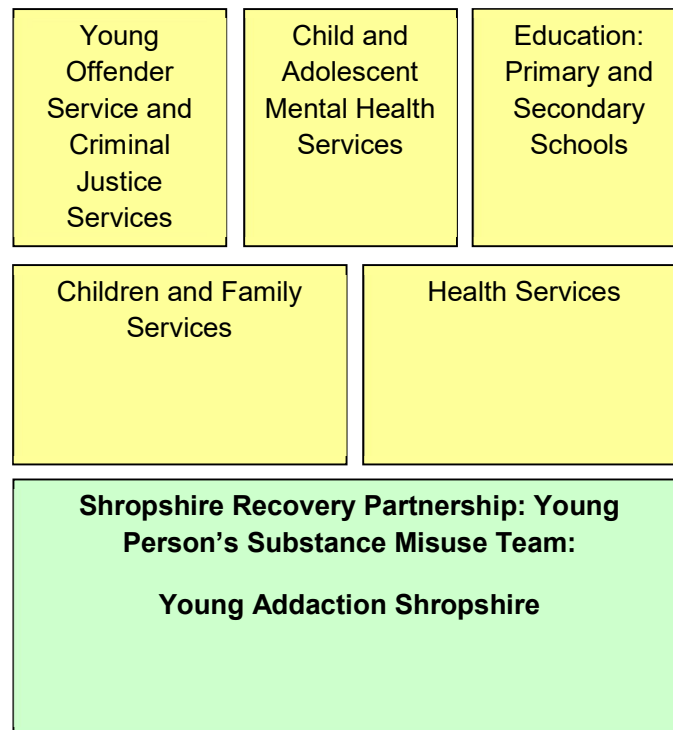 Young
Offender
Service and
Criminal
Justice
Services
Child and
Adolescent
Mental Health
Services
Education:
Primary and
Secondary
Schools
Children and Family
Services
Health Services
Shropshire Recovery Partnership: Young
Person’s Substance Misuse Team:
Young Addaction Shropshire